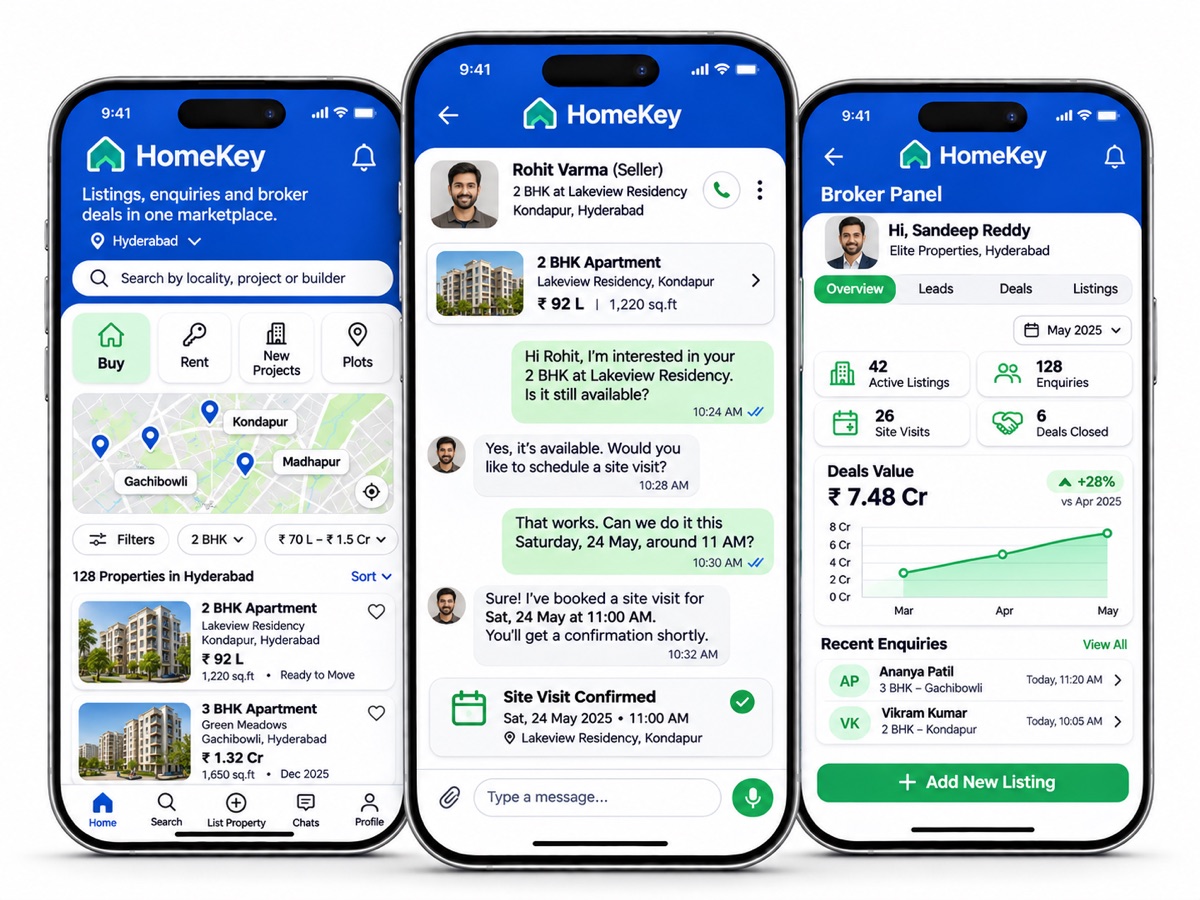 9:41
HomeKey
Listings, enquiries and broker
deals in one marketplace.
Hyderabad
Search by locality, project or builder
Buy
Rent
New
Projects
Plots
Kondapur
Madhapur
Gachibowli
Filters
2 BHK
₹ 70 L – ₹ 1.5 Cr
128 Properties in Hyderabad
Sort
2 BHK Apartment
Lakeview Residency
Kondapur, Hyderabad
₹ 92 L
1,220 sq.ft • Ready to Move
3 BHK Apartment
Green Meadows
Gachibowli, Hyderabad
₹ 1.32 Cr
1,650 sq.ft • Dec 2025
Home
Search
List Property
Chats
Profile
9:41
HomeKey
Rohit Varma (Seller)
2 BHK at Lakeview Residency
Kondapur, Hyderabad
2 BHK Apartment
Lakeview Residency, Kondapur
₹ 92 L | 1,220 sq.ft
Hi Rohit, I'm interested in your
2 BHK at Lakeview Residency.
Is it still available?
10:24 AM
Yes, it's available. Would you
like to schedule a site visit?
10:28 AM
That works. Can we do it this
Saturday, 24 May, around 11 AM?
10:30 AM
Sure! I've booked a site visit for
Sat, 24 May at 11:00 AM.
You'll get a confirmation shortly.
10:32 AM
Site Visit Confirmed
Sat, 24 May 2025 • 11:00 AM
Lakeview Residency, Kondapur
Type a message...
9:41
HomeKey
Broker Panel
Hi, Sandeep Reddy
Elite Properties, Hyderabad
Overview
Leads
Deals
Listings
May 2025
42
Active Listings
128
Enquiries
26
Site Visits
6
Deals Closed
Deals Value
₹ 7.48 Cr
+28%
vs Apr 2025
8 Cr
6 Cr
4 Cr
2 Cr
0 Cr
Mar
Apr
May
Recent Enquiries
View All
AP
Ananya Patil
3 BHK – Gachibowli
Today, 11:20 AM
VK
Vikram Kumar
2 BHK – Kondapur
Today, 10:05 AM
+ Add New Listing